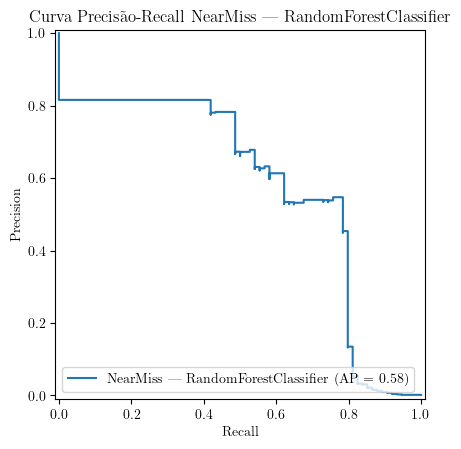 Curva Precisão-Recall NearMiss — RandomForestClassifier
1.0
0.8
0.6
0.4
0.2
0.0
Precision
NearMiss — RandomForestClassifier (AP = 0.58)
0.0 0.2 0.4 0.6 0.8 1.0
Recall